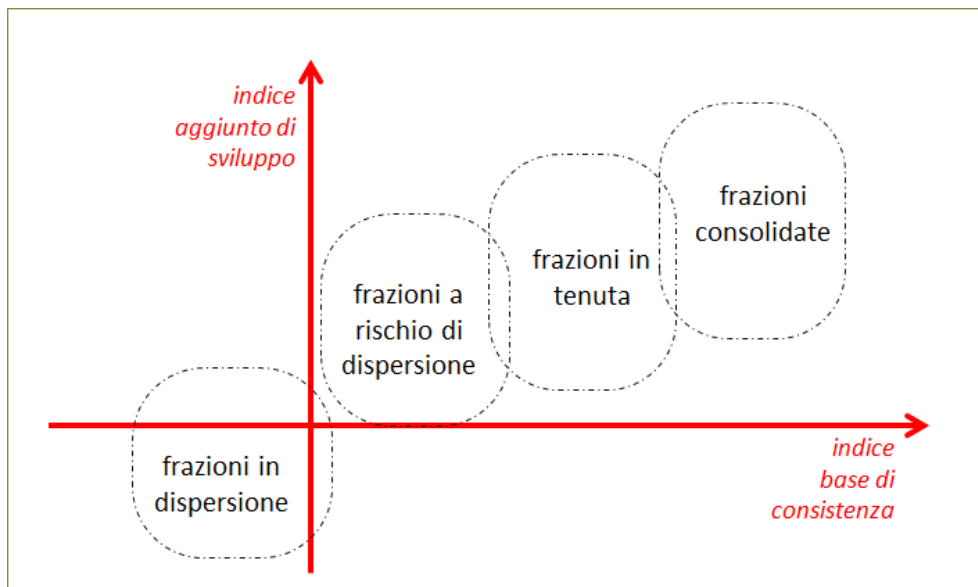 indice
aggiunto di
sviluppo
frazioni
consolidate
frazioni in
tenuta
frazioni a
rischio di
dispersione
frazioni in
dispersione
indice
base di
consistenza